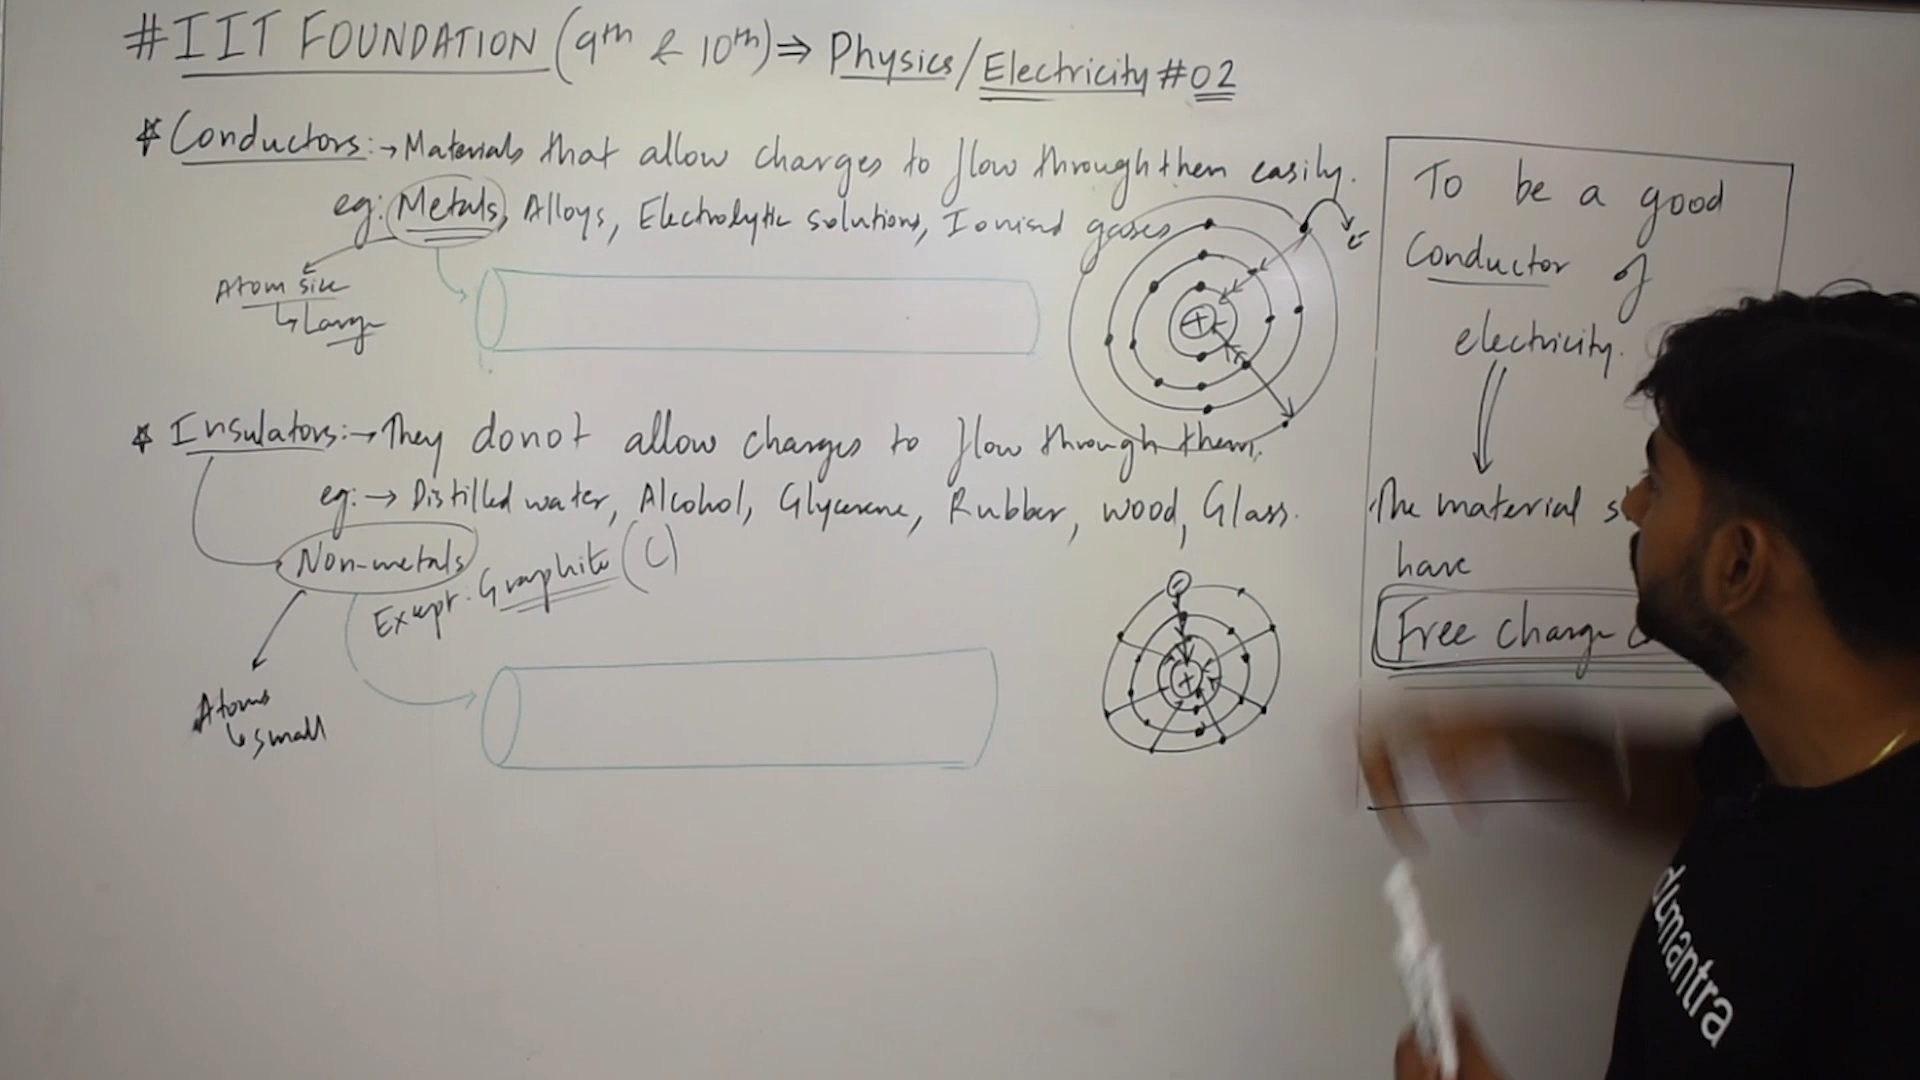 #IIT FOUNDATION (9th & 10th) ⇒ Physics/Electricity #02
* Conductors :→ Materials that allow charges to flow through them easily.
eg: Metals, Alloys, Electrolytic solutions, Ionised gases
e⁻
Atom size
↳ Large
+
* Insulators :→ They donot allow charges to flow through them.
eg: → Distilled water, Alcohol, Glycerene, Rubber, wood, Glass.
Non-metals
Except: Graphite (C)
Atoms
↳ small
+
To be a good
Conductor of
electricity.
The material
have
Free charge
dumantra